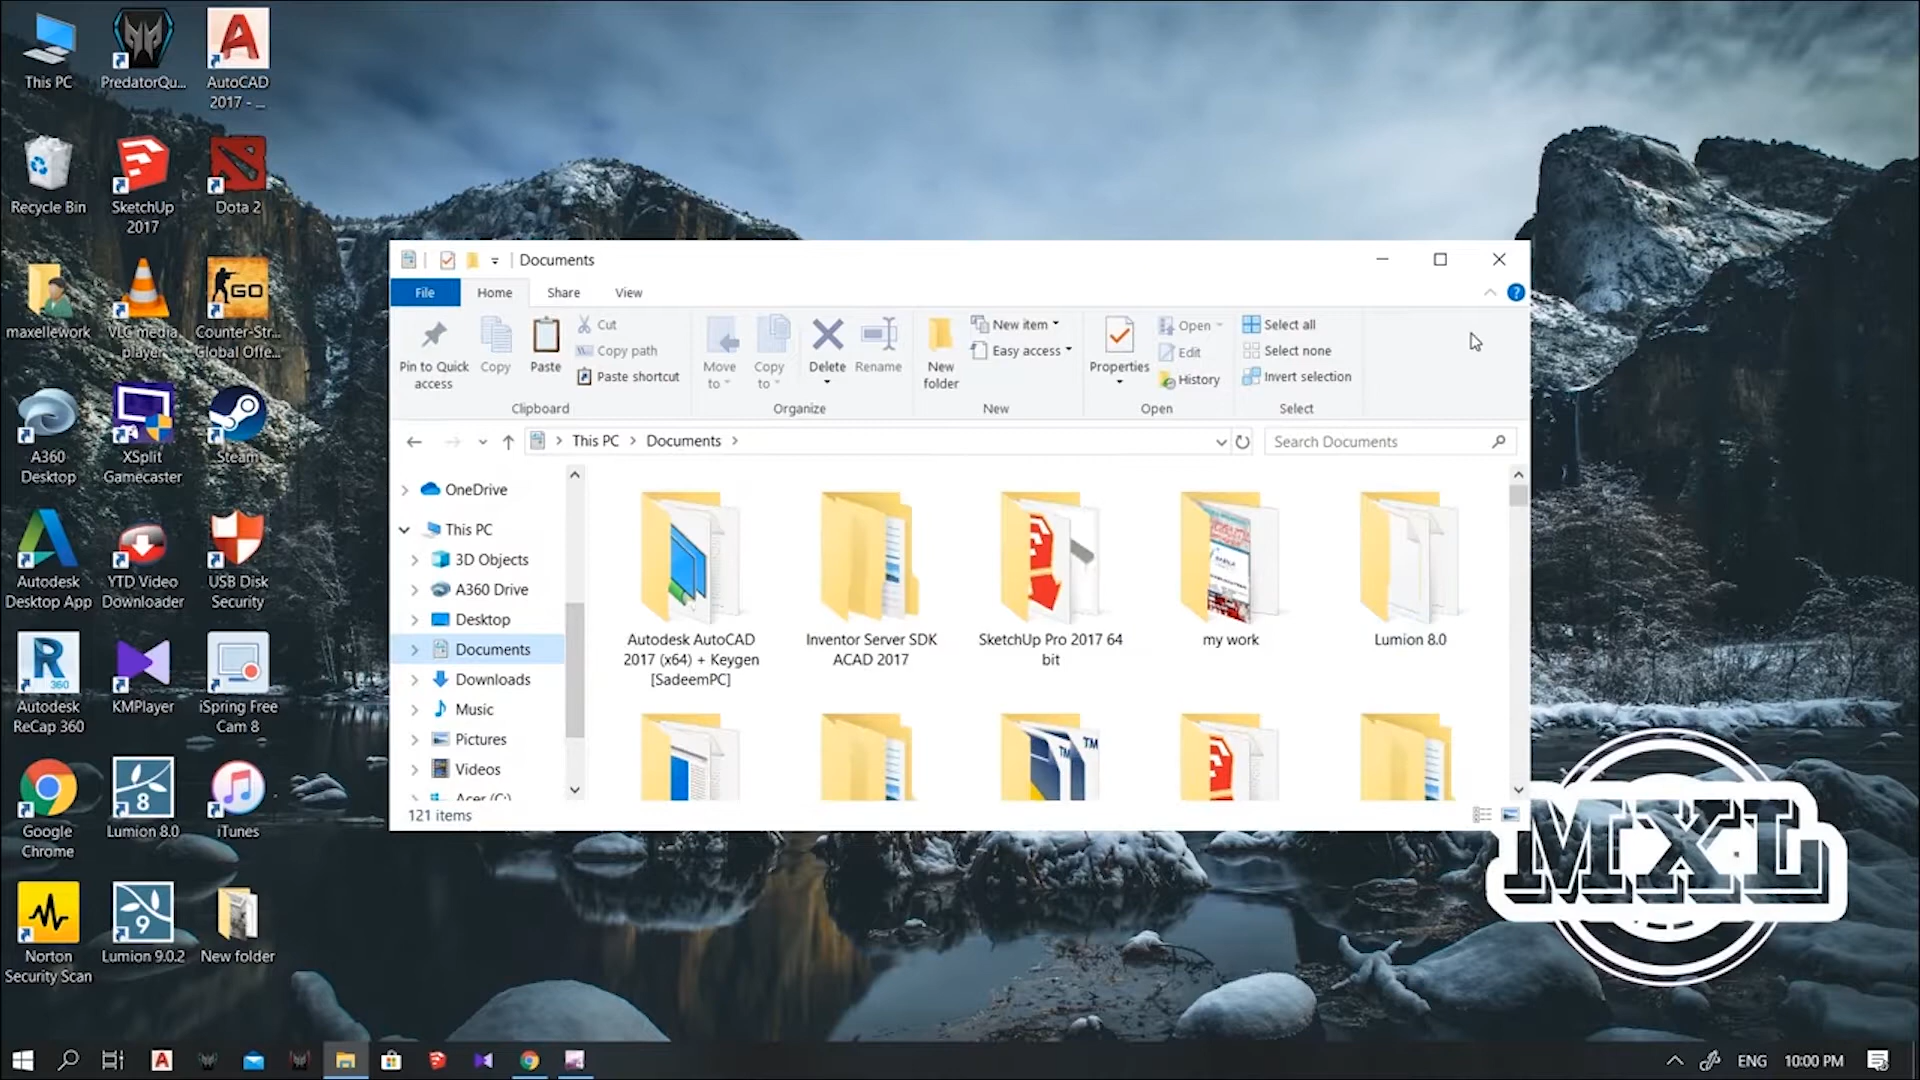 This PC
PredatorQu...
AutoCAD
2017 - ...
Recycle Bin
SketchUp
2017
Dota 2
maxellework
VLC media
player
Counter-Str...
Global Offe...
GO
A360
Desktop
XSplit
Gamecaster
Steam
Autodesk
Desktop App
YTD Video
Downloader
USB Disk
Security
360
Autodesk
ReCap 360
KMPlayer
iSpring Free
Cam 8
Google
Chrome
8
Lumion 8.0
iTunes
Norton
Security Scan
9
Lumion 9.0.2
New folder
Documents
File
Home
Share
View
Pin to Quick
access
Copy
Paste
Cut
Copy path
Paste shortcut
Clipboard
Move
to
Copy
to
Delete
Rename
Organize
New
folder
New item
Easy access
New
Properties
Open
Edit
History
Open
Select all
Select none
Invert selection
Select
This PC > Documents >
Search Documents
OneDrive
This PC
3D Objects
A360 Drive
Desktop
Documents
Downloads
Music
Pictures
Videos
Acer (C:)
Autodesk AutoCAD
2017 (x64) + Keygen
[SadeemPC]
Inventor Server SDK
ACAD 2017
SketchUp Pro 2017 64
bit
my work
Lumion 8.0
TM
TM
121 items
MXL
ENG
10:00 PM